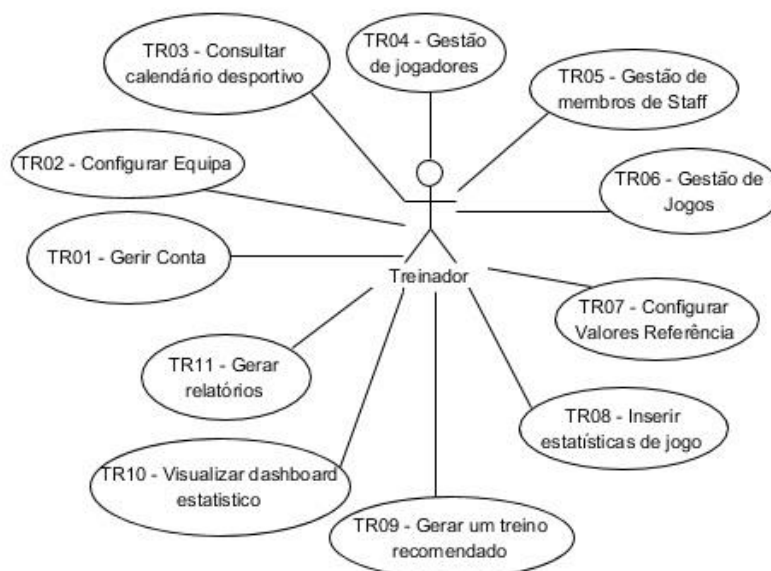 TR03 - Consultar
calendário desportivo
TR04 - Gestão
de jogadores
TR05 - Gestão de
membros de Staff
TR02 - Configurar Equipa
TR06 - Gestão de
Jogos
TR01 - Gerir Conta
Treinador
TR07 - Configurar
Valores Referência
TR11 - Gerar
relatórios
TR08 - Inserir
estatísticas de jogo
TR10 - Visualizar dashboard
estatistico
TR09 - Gerar um treino
recomendado